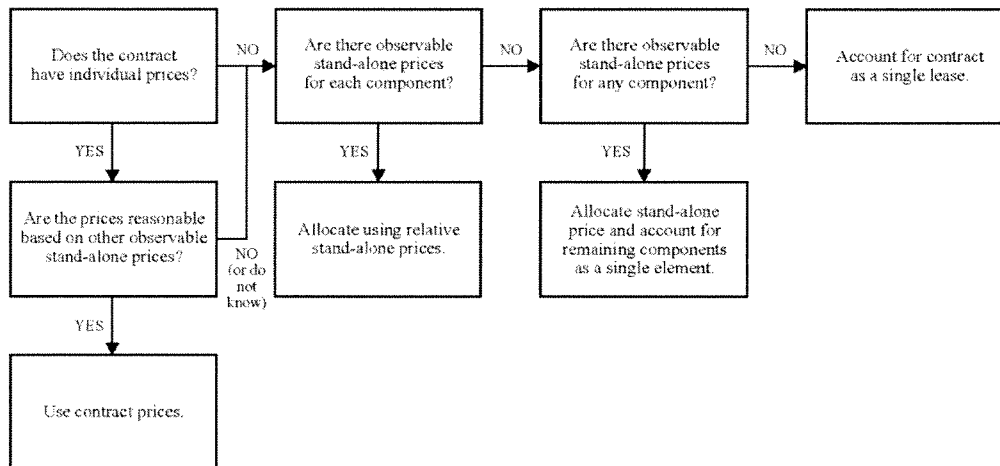 Does the contract
have individual prices?
NO
Are there observable
stand-alone prices
for each component?
NO
Are there observable
stand-alone prices
for any component?
NO
Account for contract
as a single lease.
YES
YES
YES
Are the prices reasonable
based on other observable
stand-alone prices?
NO
(or do
not
know)
Allocate using relative
stand-alone prices.
Allocate stand-alone
price and account for
remaining components
as a single element.
YES
Use contract prices.